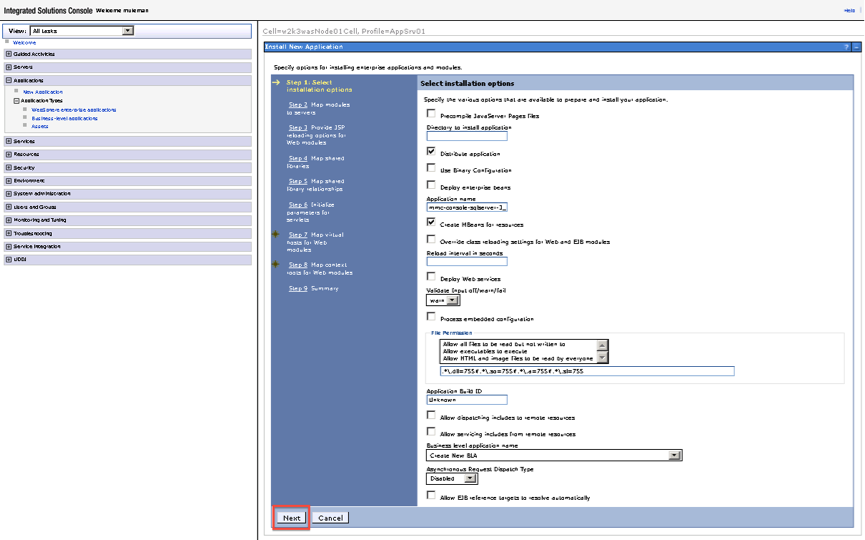 Integrated Solutions Console Welcome muleman
Help
View: All tasks
Welcome
Guided Activities
Servers
Applications
New Application
Application Types
WebSphere enterprise applications
Business-level applications
Assets
Services
Resources
Security
Environment
System administration
Users and Groups
Monitoring and Tuning
Troubleshooting
Service integration
UDDI
Cell=w2k3wasNode01Cell, Profile=AppSrv01
Install New Application
? –
Specify options for installing enterprise applications and modules.
Step 1: Select
installation options
Step 2 Map modules
to servers
Step 3 Provide JSP
reloading options for
Web modules
Step 4 Map shared
libraries
Step 5 Map shared
library relationships
Step 6 Initialize
parameters for
servlets
Step 7 Map virtual
hosts for Web
modules
Step 8 Map context
roots for Web modules
Step 9 Summary
Select installation options
Specify the various options that are available to prepare and install your application.
Precompile JavaServer Pages files
Directory to install application
Distribute application
Use Binary Configuration
Deploy enterprise beans
Application name
mmc-console-sqlserver-3_
Create MBeans for resources
Override class reloading settings for Web and EJB modules
Reload interval in seconds
Deploy Web services
Validate Input off/warn/fail
warn
Process embedded configuration
File Permission
Allow all files to be read but not written to
Allow executables to execute
Allow HTML and image files to be read by everyone
.*\.dll=755#.*\.so=755#.*\.a=755#.*\.sl=755
Application Build ID
Unknown
Allow dispatching includes to remote resources
Allow servicing includes from remote resources
Business level application name
Create New BLA
Asynchronous Request Dispatch Type
Disabled
Allow EJB reference targets to resolve automatically
Next Cancel